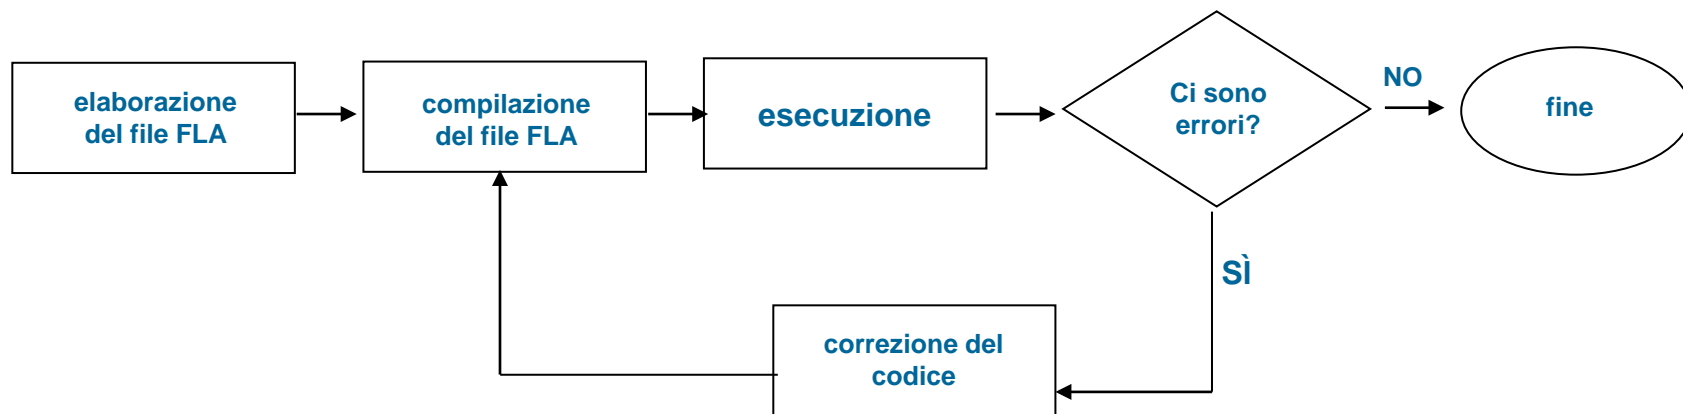 elaborazione
del file FLA
compilazione
del file FLA
esecuzione
Ci sono
errori?
NO
fine
SÌ
correzione del
codice